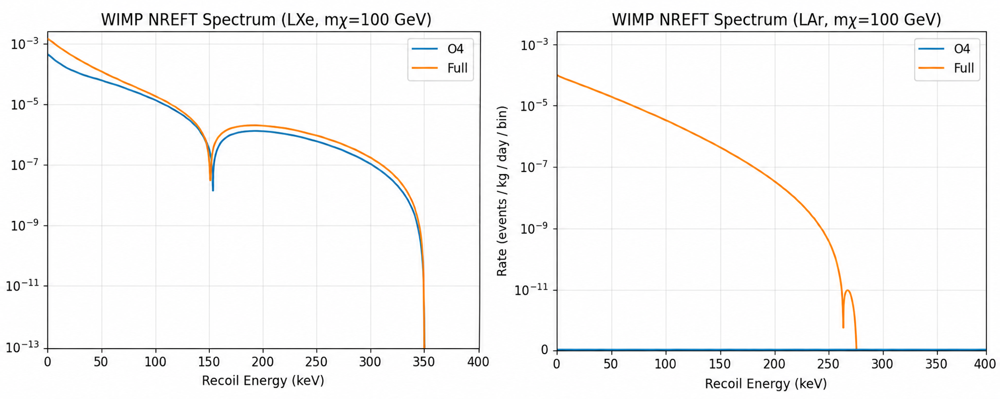 WIMP NREFT Spectrum (LXe, mχ=100 GeV)
O4
Full
10⁻³
10⁻⁵
10⁻⁷
10⁻⁹
10⁻¹¹
10⁻¹³
0 50 100 150 200 250 300 350 400
Recoil Energy (keV)
WIMP NREFT Spectrum (LAr, mχ=100 GeV)
O4
Full
Rate (events / kg / day / bin)
10⁻³
10⁻⁵
10⁻⁷
10⁻⁹
10⁻¹¹
0
0 50 100 150 200 250 300 350 400
Recoil Energy (keV)